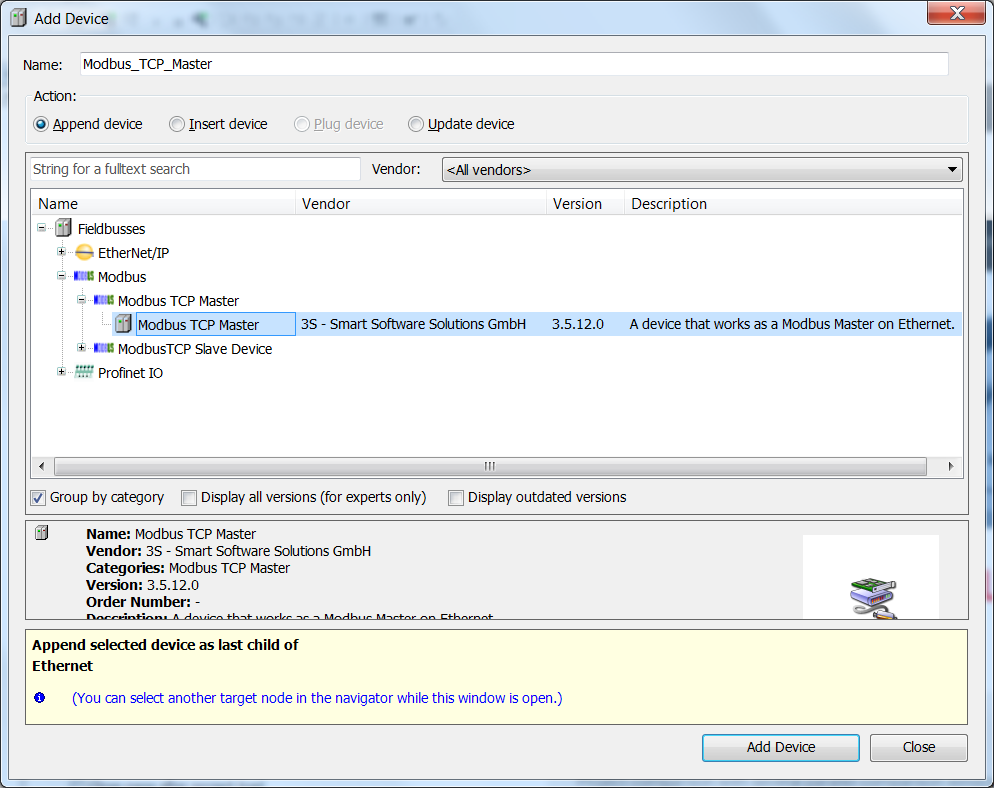 Add Device
Name: Modbus_TCP_Master
Action:
Append device Insert device Plug device Update device
String for a fulltext search Vendor: <All vendors>
Name Vendor Version Description
Fieldbusses
EtherNet/IP
Modbus
Modbus TCP Master
Modbus TCP Master 3S - Smart Software Solutions GmbH 3.5.12.0 A device that works as a Modbus Master on Ethernet.
ModbusTCP Slave Device
Profinet IO
Group by category Display all versions (for experts only) Display outdated versions
Name: Modbus TCP Master
Vendor: 3S - Smart Software Solutions GmbH
Categories: Modbus TCP Master
Version: 3.5.12.0
Order Number: -
Description: A device that works as a Modbus Master on Ethernet.
Append selected device as last child of
Ethernet
(You can select another target node in the navigator while this window is open.)
Add Device Close